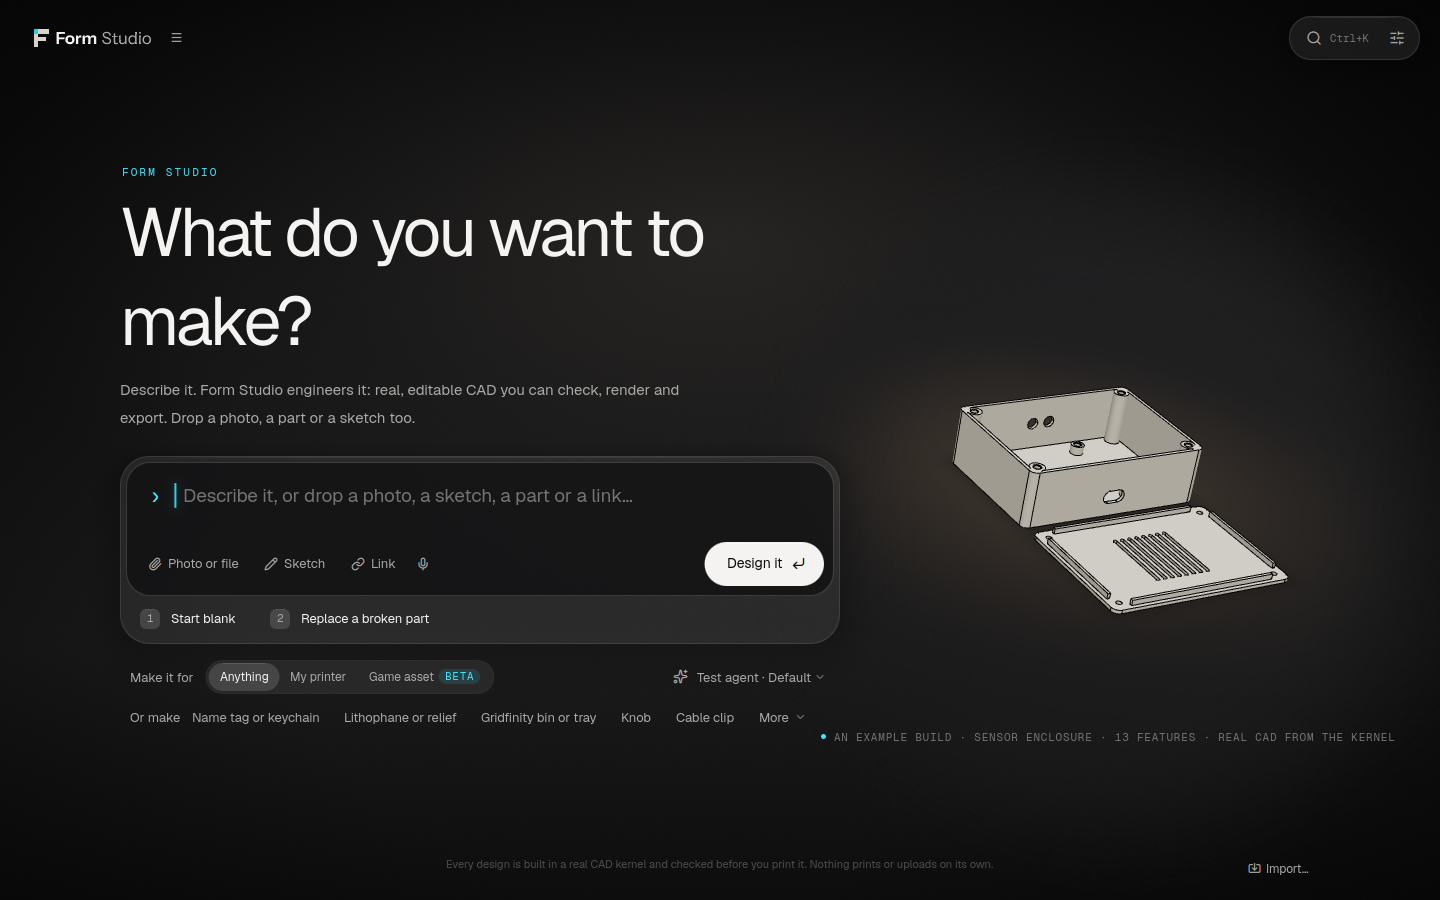 Form Studio
Ctrl+K
FORM STUDIO
What do you want to
make?
Describe it. Form Studio engineers it: real, editable CAD you can check, render and
export. Drop a photo, a part or a sketch too.
› Describe it, or drop a photo, a sketch, a part or a link...
Photo or file Sketch Link Design it
1 Start blank 2 Replace a broken part
Make it for Anything My printer Game asset BETA Test agent · Default
Or make Name tag or keychain Lithophane or relief Gridfinity bin or tray Knob Cable clip More
AN EXAMPLE BUILD · SENSOR ENCLOSURE · 13 FEATURES · REAL CAD FROM THE KERNEL
Every design is built in a real CAD kernel and checked before you print it. Nothing prints or uploads on its own.
Import...